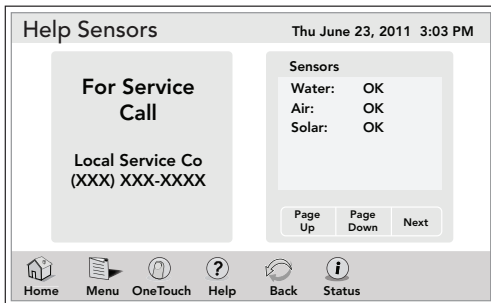 Help Sensors
Thu June 23, 2011 3:03 PM
For Service
Call
Local Service Co
(XXX) XXX-XXXX
Sensors
Water: OK
Air: OK
Solar: OK
Page Up
Page Down
Next
Home
Menu
OneTouch
?
Help
Back
i
Status